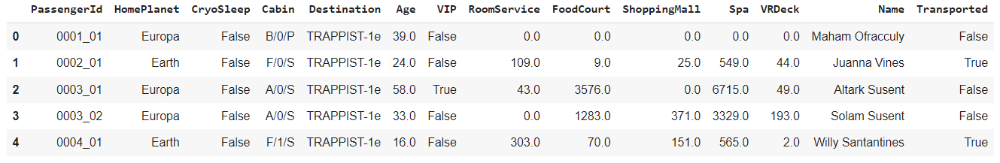 PassengerId HomePlanet CryoSleep Cabin Destination Age VIP RoomService FoodCourt ShoppingMall Spa VRDeck Name Transported
0 0001_01 Europa False B/0/P TRAPPIST-1e 39.0 False 0.0 0.0 0.0 0.0 0.0 Maham Ofracculy False
1 0002_01 Earth False F/0/S TRAPPIST-1e 24.0 False 109.0 9.0 25.0 549.0 44.0 Juanna Vines True
2 0003_01 Europa False A/0/S TRAPPIST-1e 58.0 True 43.0 3576.0 0.0 6715.0 49.0 Altark Susent False
3 0003_02 Europa False A/0/S TRAPPIST-1e 33.0 False 0.0 1283.0 371.0 3329.0 193.0 Solam Susent False
4 0004_01 Earth False F/1/S TRAPPIST-1e 16.0 False 303.0 70.0 151.0 565.0 2.0 Willy Santantines True